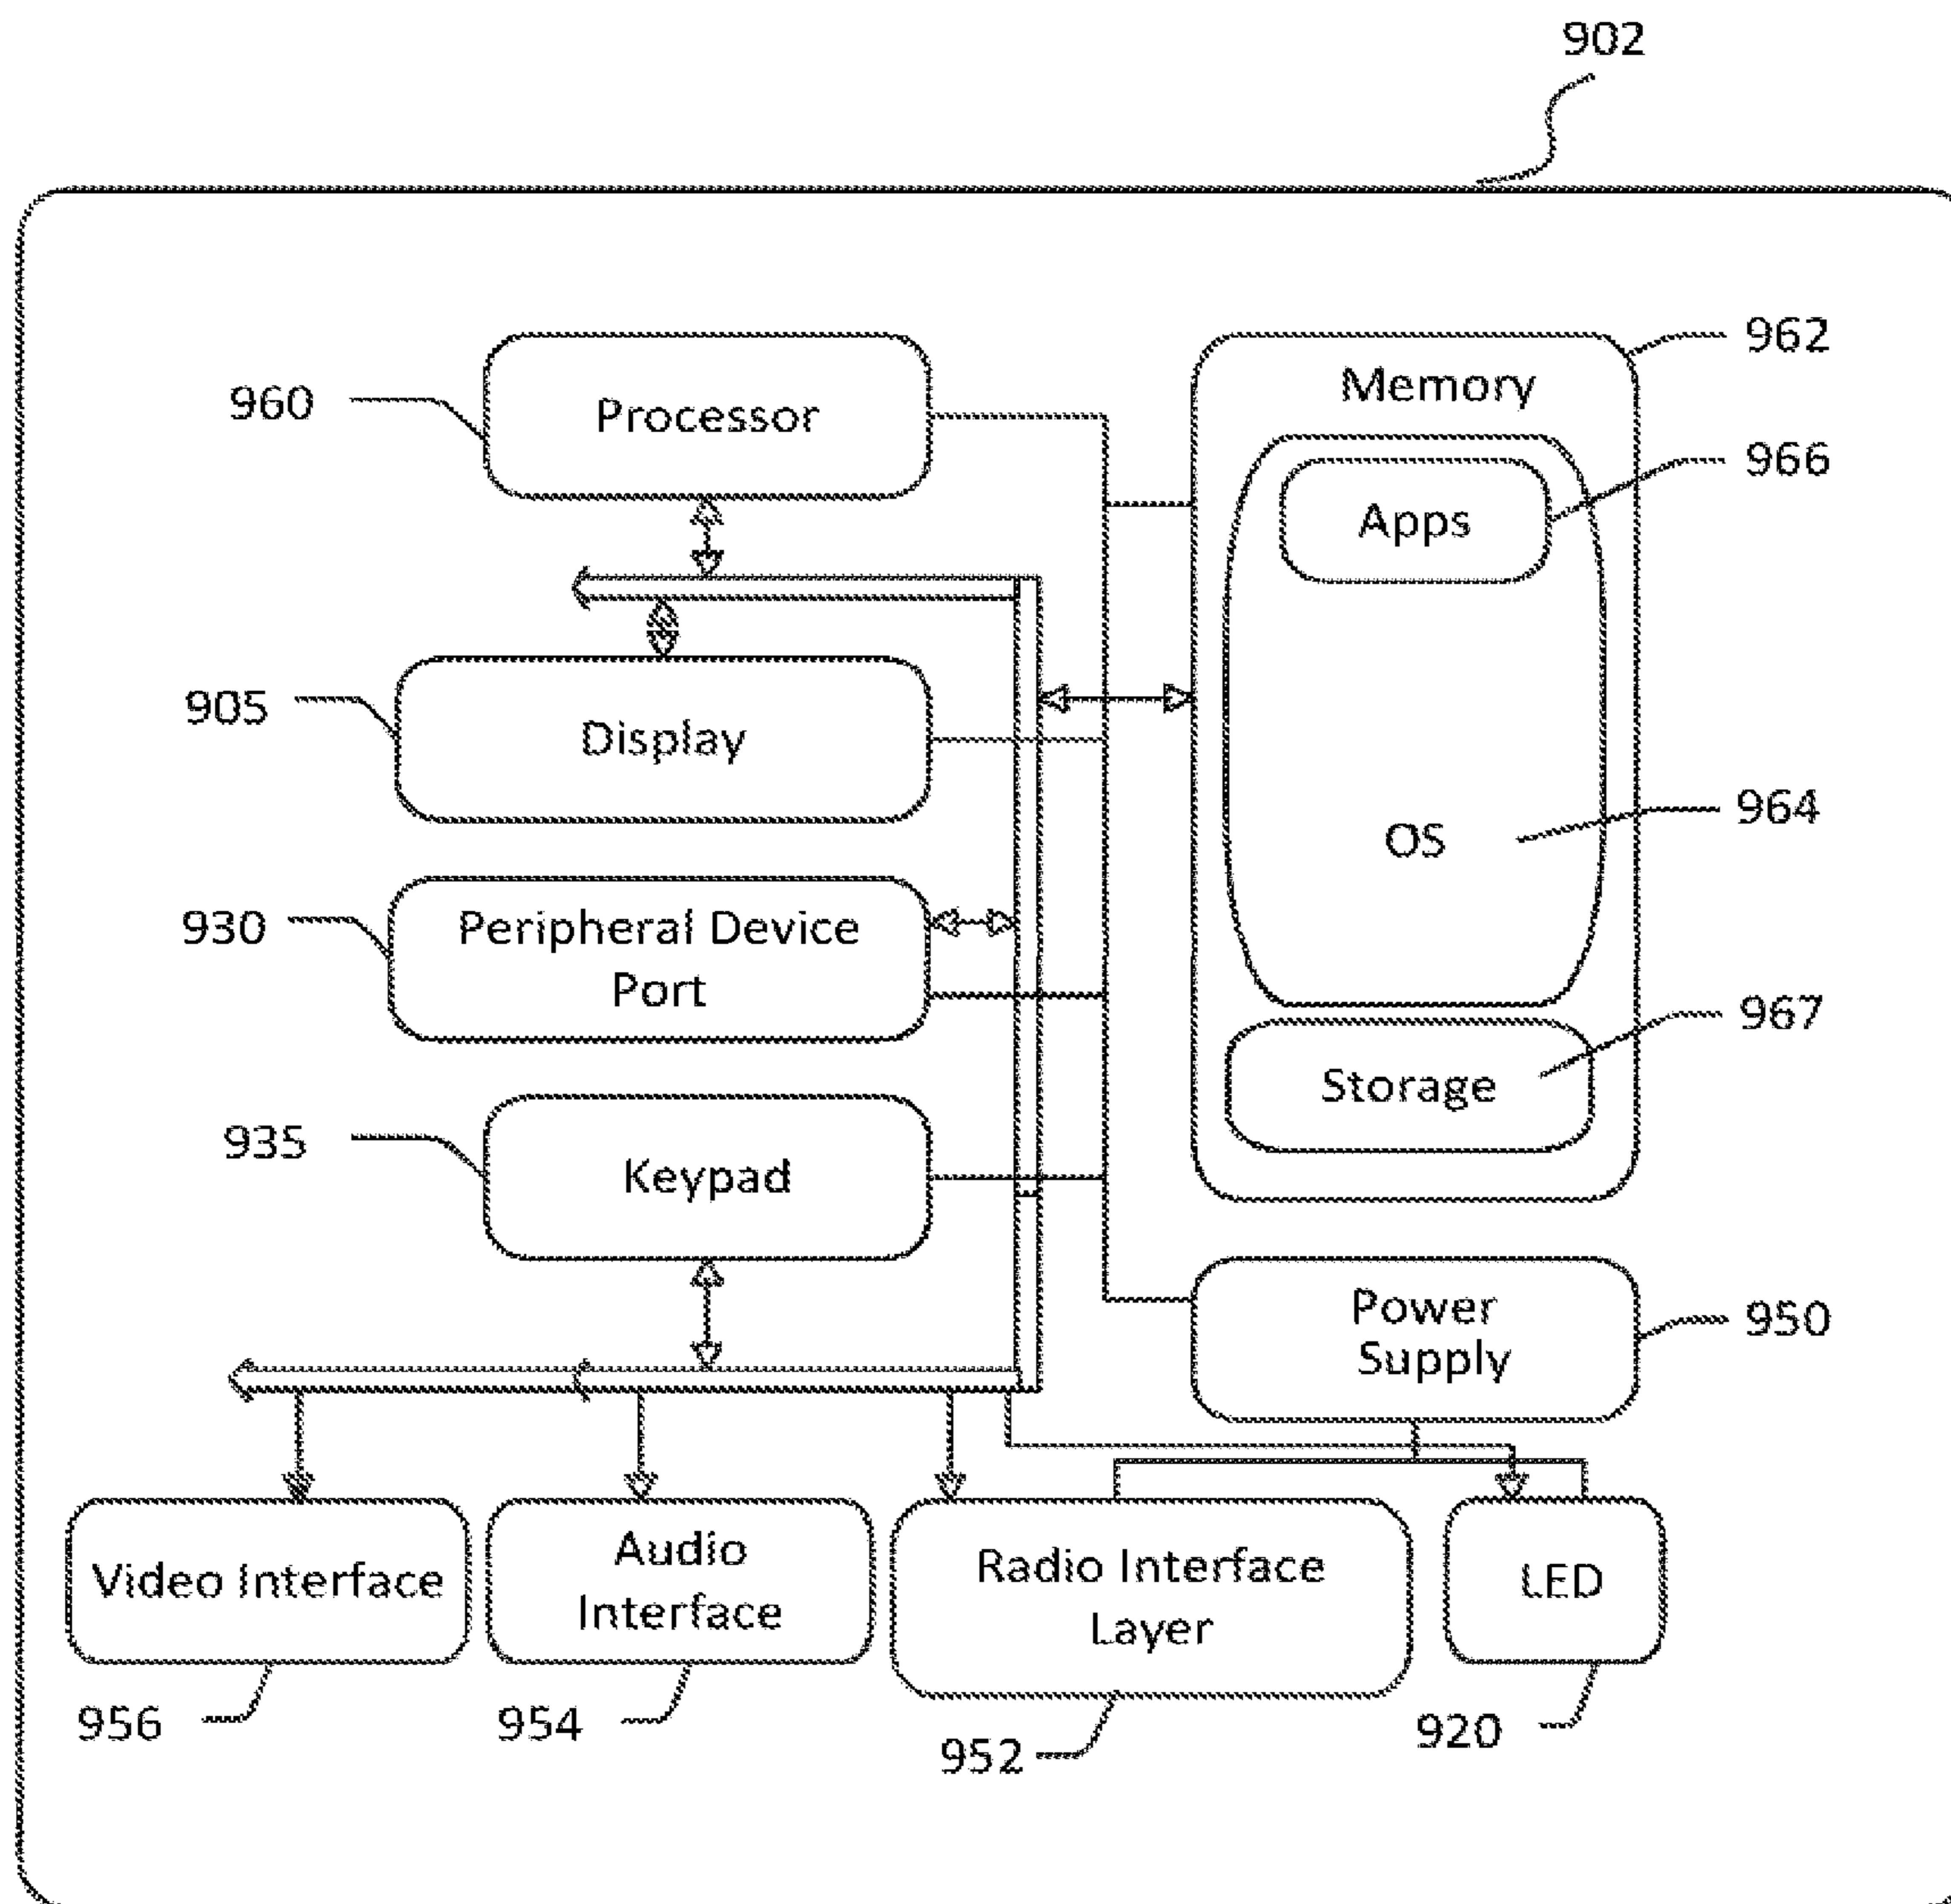 902
960
Processor
962
Memory
966
Apps
905
Display
964
OS
930
Peripheral Device
Port
967
Storage
935
Keypad
950
Power
Supply
Video Interface
Audio
Interface
Radio Interface
Layer
LED
956
954
952
920